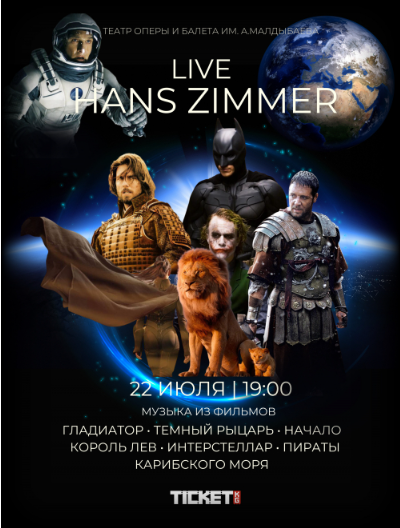 ТЕАТР ОПЕРЫ И БАЛЕТА ИМ. А.МАЛДЫБАЕВА
LIVE
HANS ZIMMER
22 ИЮЛЯ | 19:00
МУЗЫКА ИЗ ФИЛЬМОВ
ГЛАДИАТОР • ТЕМНЫЙ РЫЦАРЬ • НАЧАЛО
КОРОЛЬ ЛЕВ • ИНТЕРСТЕЛЛАР • ПИРАТЫ
КАРИБСКОГО МОРЯ
TICKET